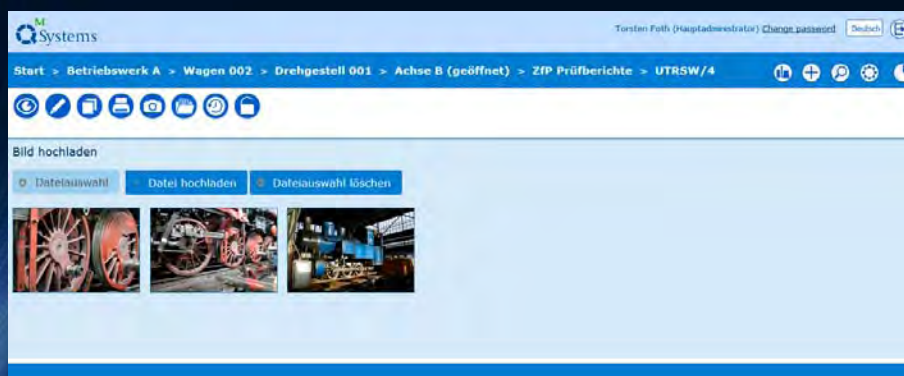 QM Systems
Torsten Foth (Hauptadministrator) Change password Deutsch
Start > Betriebswerk A > Wagen 002 > Drehgestell 001 > Achse B (geöffnet) > ZfP Prüfberichte > UTRSW/4
Bild hochladen
Dateiauswahl Datei hochladen Dateiauswahl löschen